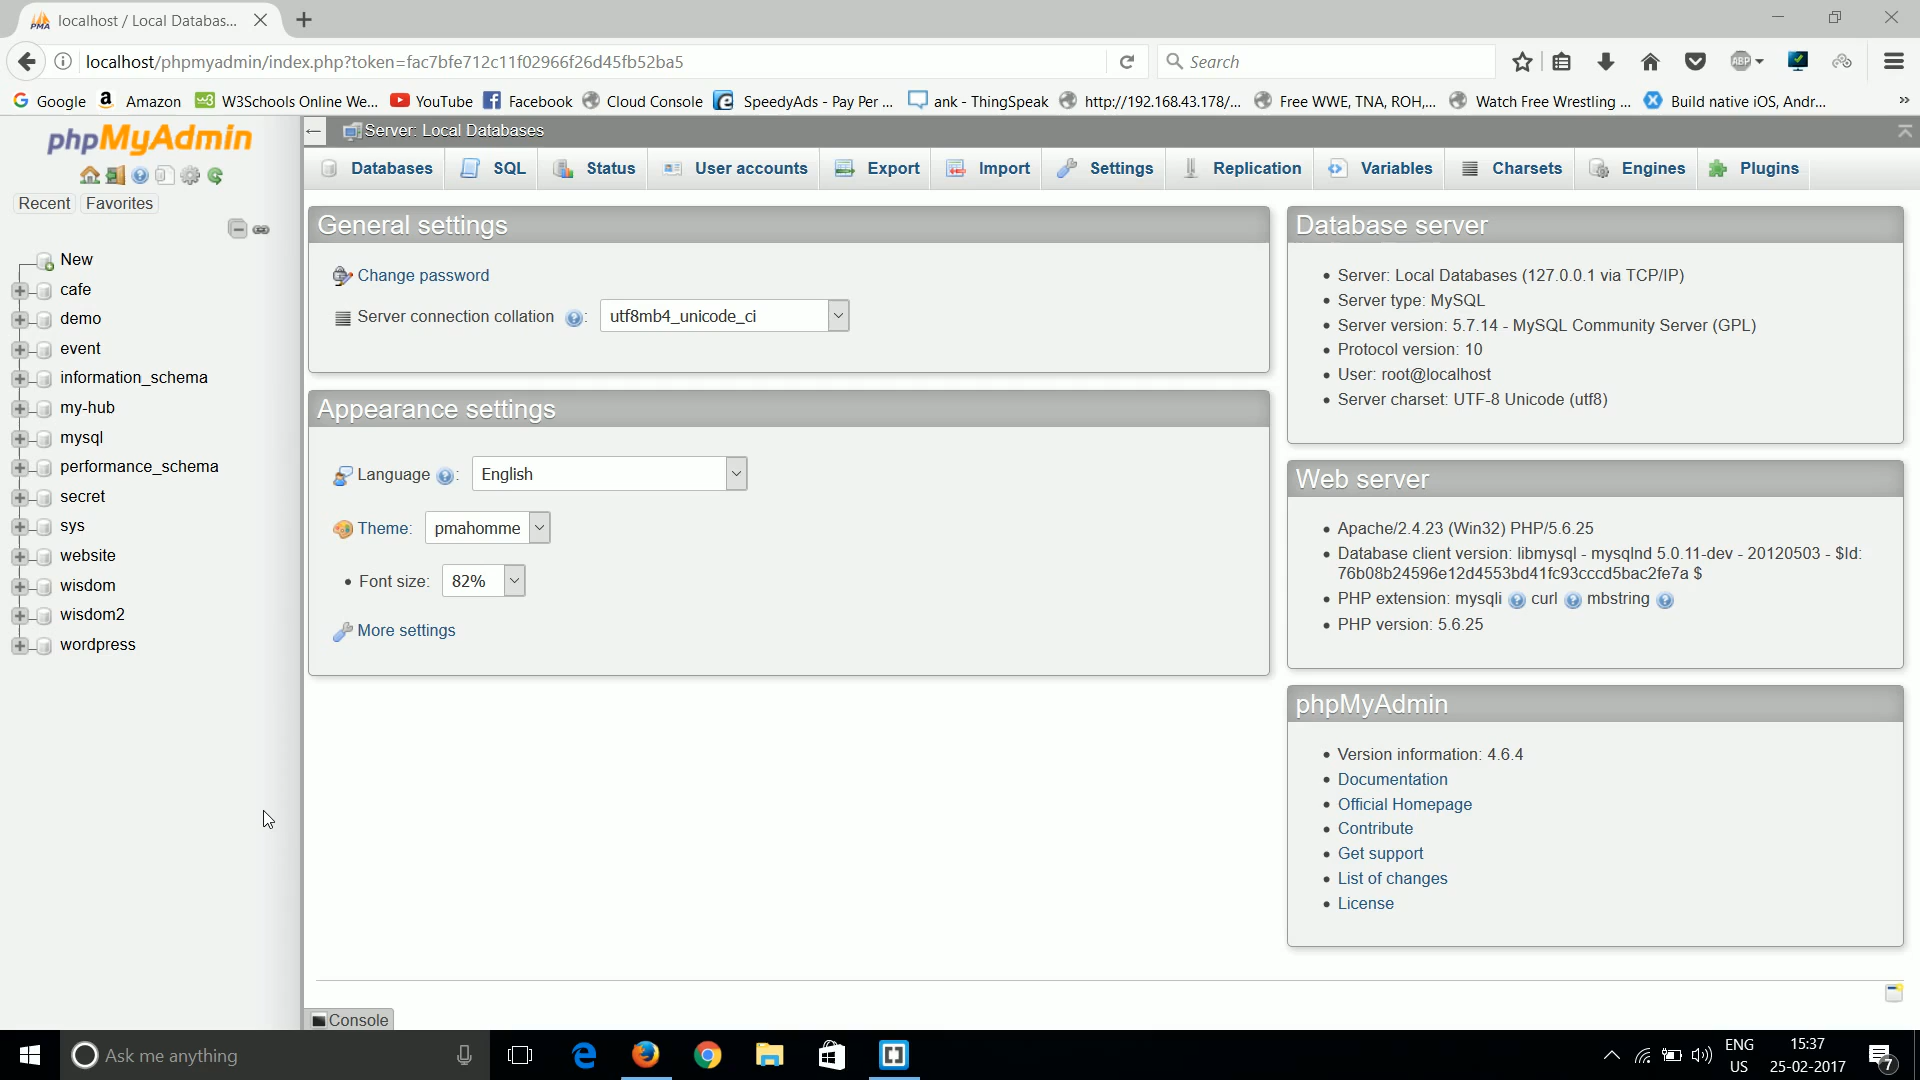 PMA localhost / Local Databas...
localhost/phpmyadmin/index.php?token=fac7bfe712c11f02966f26d45fb52ba5
Search
ABP
Google
Amazon
W3Schools Online We...
YouTube
Facebook
Cloud Console
SpeedyAds - Pay Per ...
ank - ThingSpeak
http://192.168.43.178/...
Free WWE, TNA, ROH,...
Watch Free Wrestling ...
Build native iOS, Andr...
phpMyAdmin
Recent
Favorites
New
cafe
demo
event
information_schema
my-hub
mysql
performance_schema
secret
sys
website
wisdom
wisdom2
wordpress
Server: Local Databases
Databases
SQL
Status
User accounts
Export
Import
Settings
Replication
Variables
Charsets
Engines
Plugins
General settings
Change password
Server connection collation :
utf8mb4_unicode_ci
Appearance settings
Language :
English
Theme:
pmahomme
Font size:
82%
More settings
Database server
Server: Local Databases (127.0.0.1 via TCP/IP)
Server type: MySQL
Server version: 5.7.14 - MySQL Community Server (GPL)
Protocol version: 10
User: root@localhost
Server charset: UTF-8 Unicode (utf8)
Web server
Apache/2.4.23 (Win32) PHP/5.6.25
Database client version: libmysql - mysqlnd 5.0.11-dev - 20120503 - $Id:
76b08b24596e12d4553bd41fc93cccd5bac2fe7a $
PHP extension: mysqli curl mbstring
PHP version: 5.6.25
phpMyAdmin
Version information: 4.6.4
Documentation
Official Homepage
Contribute
Get support
List of changes
License
Console
Ask me anything
ENG
US
15:37
25-02-2017
7